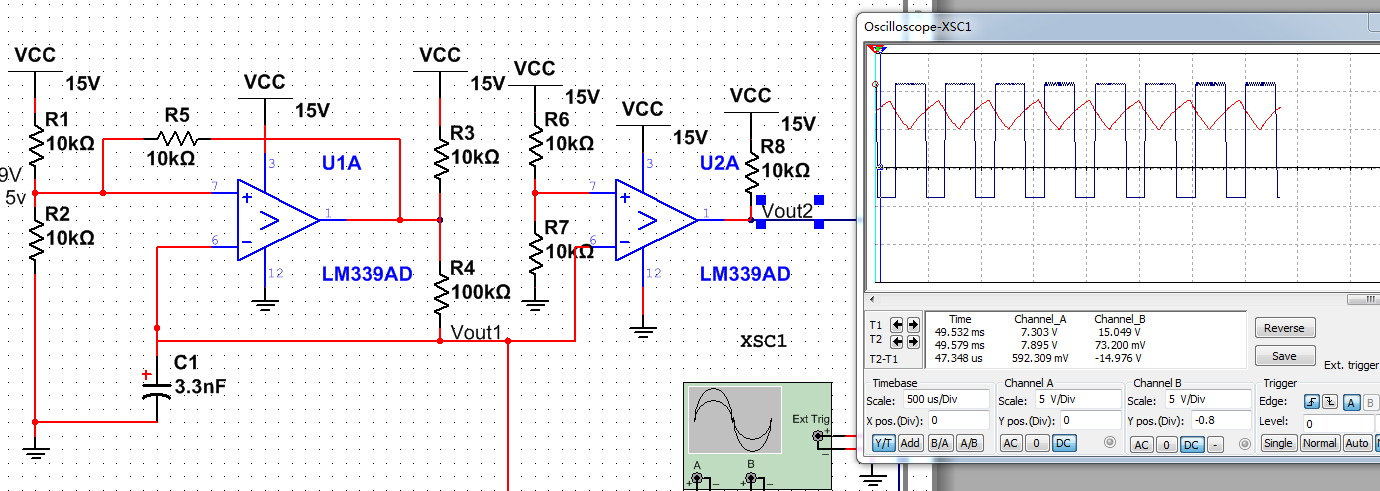 VCC
15V
R1
10kΩ
9V
5v
R2
10kΩ
R5
10kΩ
VCC
15V
3
7
U1A
1
6
12
LM339AD
C1
3.3nF
VCC
15V
R3
10kΩ
R4
100kΩ
Vout1
VCC
15V
R6
10kΩ
R7
10kΩ
VCC
15V
3
7
U2A
1
6
12
LM339AD
VCC
15V
R8
10kΩ
Vout2
XSC1
Ext Trig
+
–
A
B
+ –
+ –
Oscilloscope-XSC1
Time Channel_A Channel_B
T1 49.532 ms 7.303 V 15.049 V
T2 49.579 ms 7.895 V 73.200 mV
T2-T1 47.348 us 592.309 mV -14.976 V
Reverse
Save
Ext. trigger
Timebase
Scale: 500 us/Div
X pos.(Div): 0
Y/T Add B/A A/B
Channel A
Scale: 5 V/Div
Y pos.(Div): 0
AC 0 DC
Channel B
Scale: 5 V/Div
Y pos.(Div): -0.8
AC 0 DC -
Trigger
Edge: A B
Level: 0
Single Normal Auto